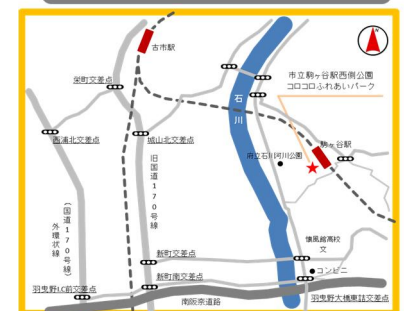 N
古市駅
市立駒ヶ谷駅西側公園
コロコロふれあいパーク
栄町交差点
石川
駒ヶ谷駅
西浦北交差点
城山北交差点
府立石川河川公園
旧国道170号線
外環状線
(国道170号線)
懐風館高校
文
新町交差点
コンビニ
新町南交差点
羽曳野IC前交差点
南阪奈道路
羽曳野大橋東詰交差点